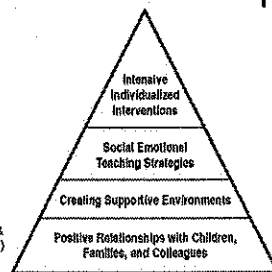 Intensive
Individualized
Interventions
Social Emotional
Teaching Strategies
Creating Supportive Environments
Positive Relationships with Children,
Families, and Colleagues